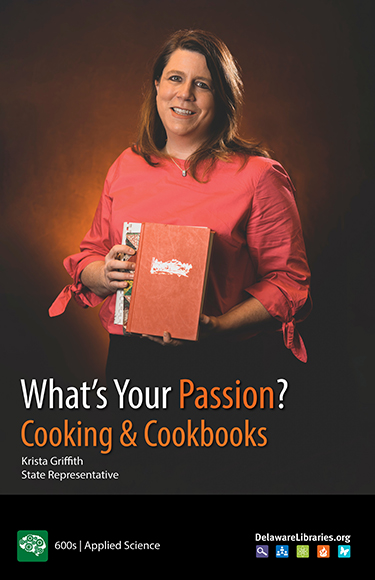 What's Your Passion?
Cooking & Cookbooks
Krista Griffith
State Representative
600s | Applied Science
DelawareLibraries.org